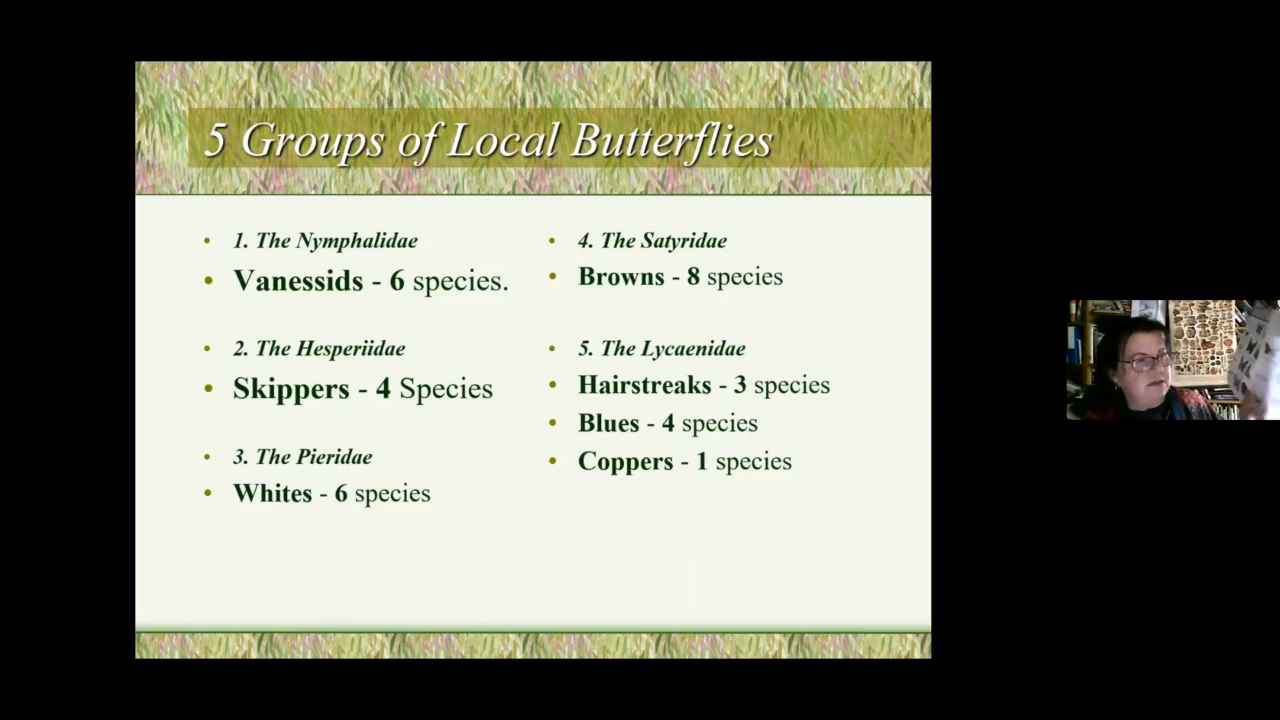 5 Groups of Local Butterflies
• 1. The Nymphalidae
• Vanessids - 6 species.
• 2. The Hesperiidae
• Skippers - 4 Species
• 3. The Pieridae
• Whites - 6 species
• 4. The Satyridae
• Browns - 8 species
• 5. The Lycaenidae
• Hairstreaks - 3 species
• Blues - 4 species
• Coppers - 1 species